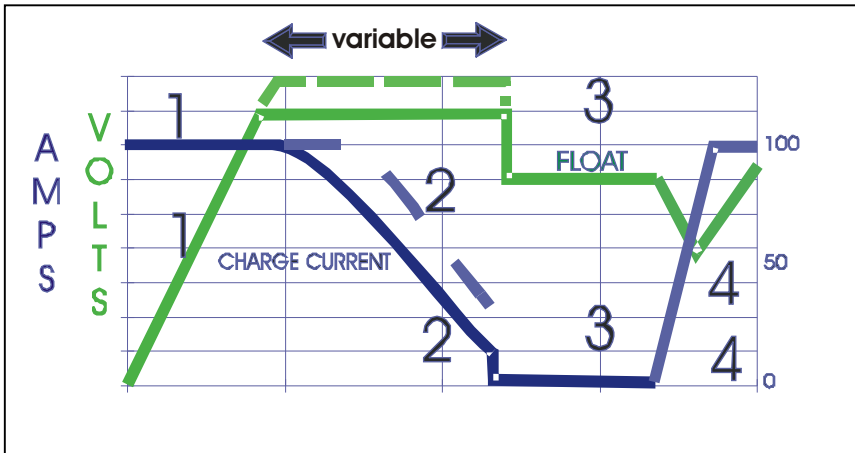 variable
AMPS
VOLTS
1
3
100
FLOAT
2
1
CHARGE CURRENT
50
4
2
3
4
0